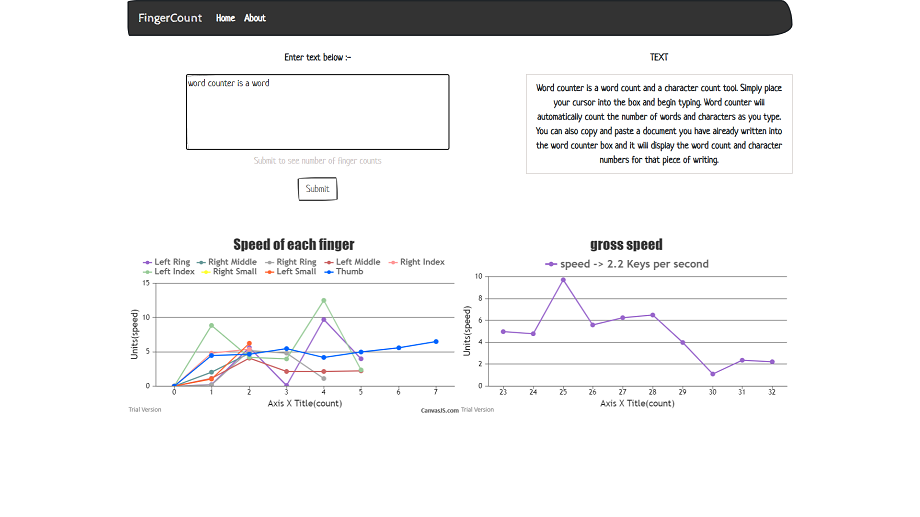 FingerCount Home About
Enter text below :-
word counter is a word
Submit to see number of finger counts
Submit
TEXT
Word counter is a word count and a character count tool. Simply place
your cursor into the box and begin typing. Word counter will
automatically count the number of words and characters as you type.
You can also copy and paste a document you have already written into
the word counter box and it will display the word count and character
numbers for that piece of writing.
Speed of each finger
Left Ring Right Middle Right Ring Left Middle Right Index
Left Index Right Small Left Small Thumb
Units(speed)
15
10
5
0
0 1 2 3 4 5 6 7
Axis X Title(count)
Trial Version CanvasJS.com
gross speed
speed -> 2.2 Keys per second
Units(speed)
10
8
6
4
2
0
23 24 25 26 27 28 29 30 31 32
Axis X Title(count)
Trial Version